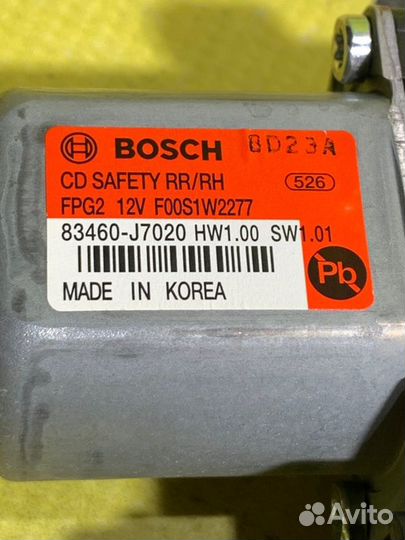 BOSCH 8D23A
CD SAFETY RR/RH 526
FPG2 12V F00S1W2277
83460-J7020 HW1.00 SW1.01
Pb
MADE IN KOREA
Avito